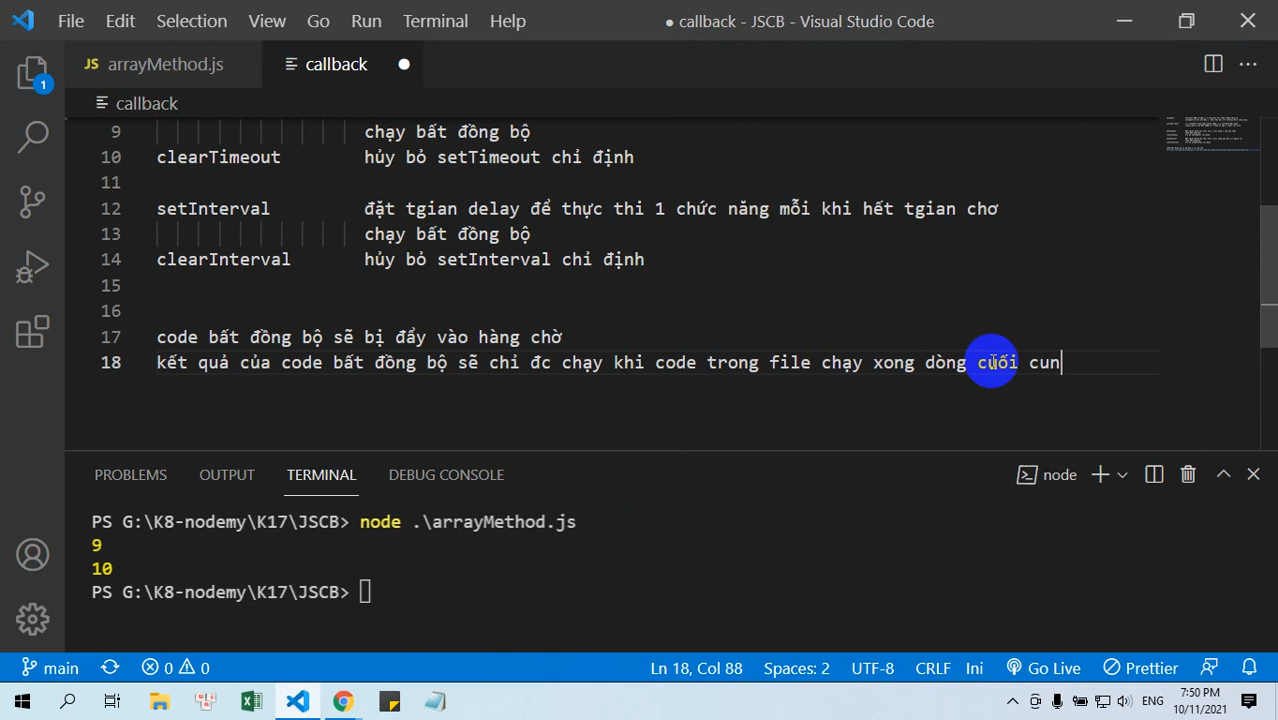 File Edit Selection View Go Run Terminal Help ● callback - JSCB - Visual Studio Code
JS arrayMethod.js callback ●
callback
1
9 chạy bất đồng bộ
10 clearTimeout hủy bỏ setTimeout chỉ định
11
12 setInterval đặt tgian delay để thực thi 1 chức năng mỗi khi hết tgian chơ
13 chạy bất đồng bộ
14 clearInterval hủy bỏ setInterval chỉ định
15
16
17 code bất đồng bộ sẽ bị đẩy vào hàng chờ
18 kết quả của code bất đồng bộ sẽ chỉ đc chạy khi code trong file chạy xong dòng cuối cun
PROBLEMS OUTPUT TERMINAL DEBUG CONSOLE node
PS G:\K8-nodemy\K17\JSCB> node .\arrayMethod.js
9
10
PS G:\K8-nodemy\K17\JSCB>
main 0 0 Ln 18, Col 88 Spaces: 2 UTF-8 CRLF Ini Go Live Prettier
ENG 7:50 PM
10/11/2021